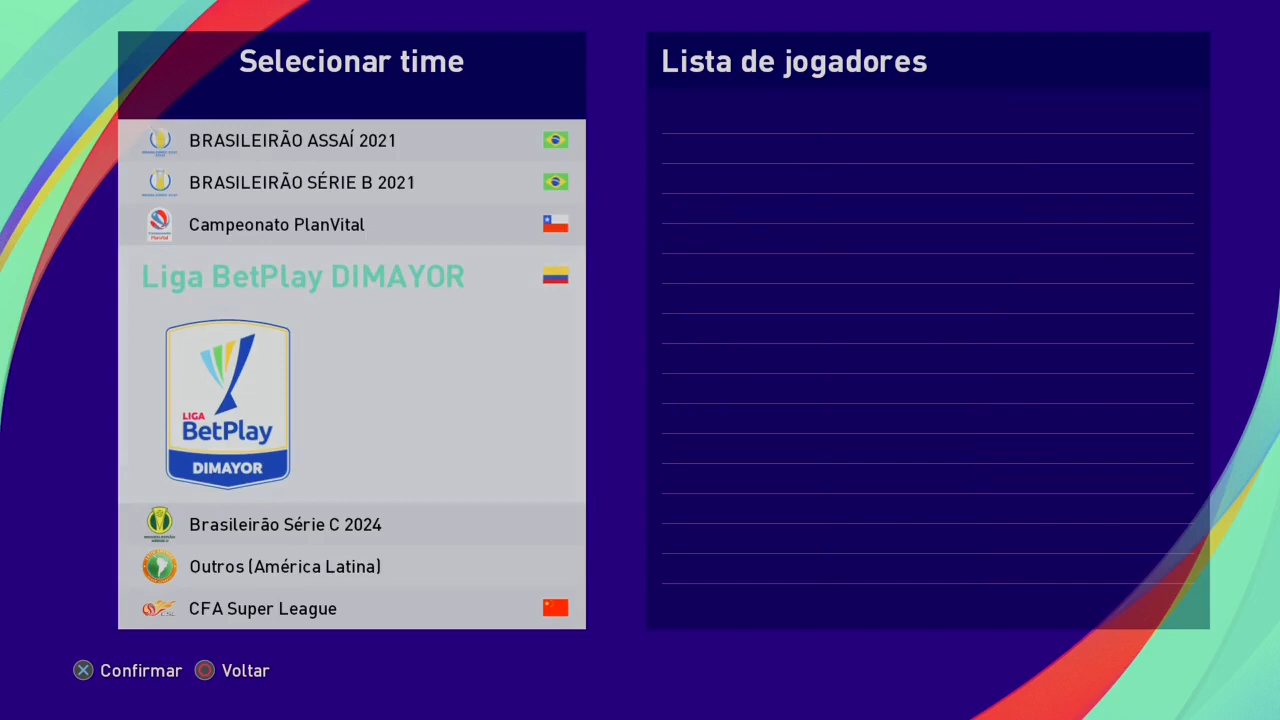 Selecionar time
BRASILEIRÃO ASSAÍ 2021
BRASILEIRÃO SÉRIE B 2021
Campeonato PlanVital
Liga BetPlay DIMAYOR
LIGA
BetPlay
DIMAYOR
Brasileirão Série C 2024
Outros (América Latina)
CFA Super League
Lista de jogadores
Confirmar
Voltar